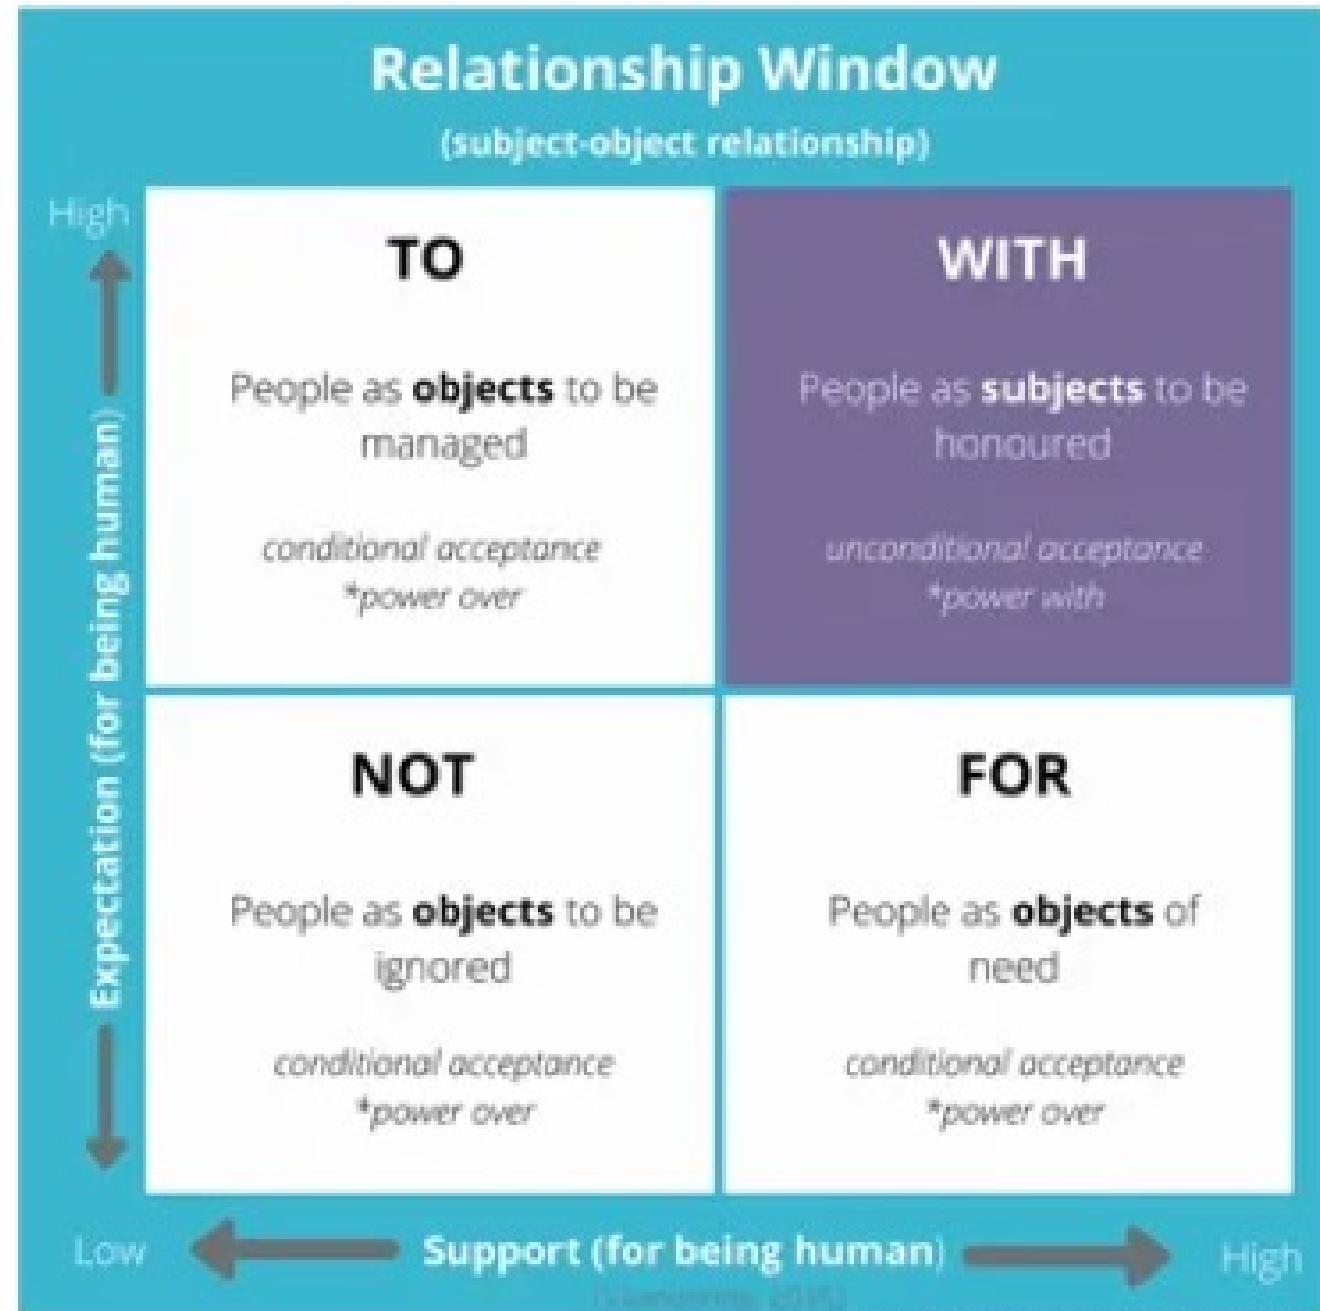 Relationship Window
(subject-object relationship)
High
TO
People as objects to be
managed
conditional acceptance
*power over
WITH
People as subjects to be
honoured
unconditional acceptance
*power with
Expectation (for being human)
NOT
People as objects to be
ignored
conditional acceptance
*power over
FOR
People as objects of
need
conditional acceptance
*power over
Low
Support (for being human)
High